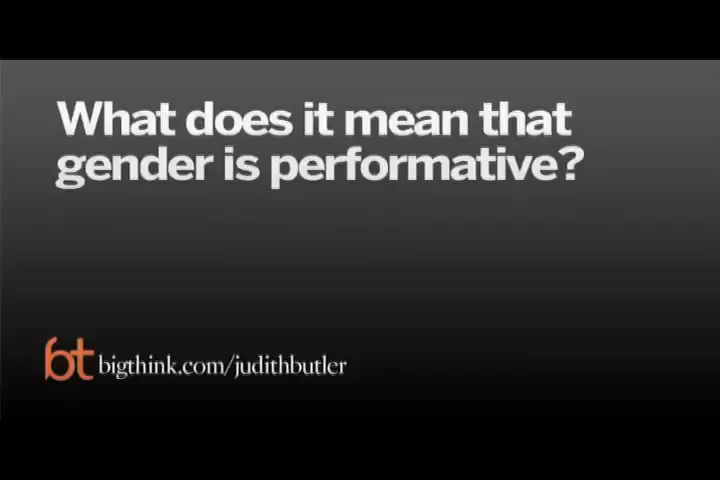 What does it mean that
gender is performative?
bt bigthink.com/judithbutler